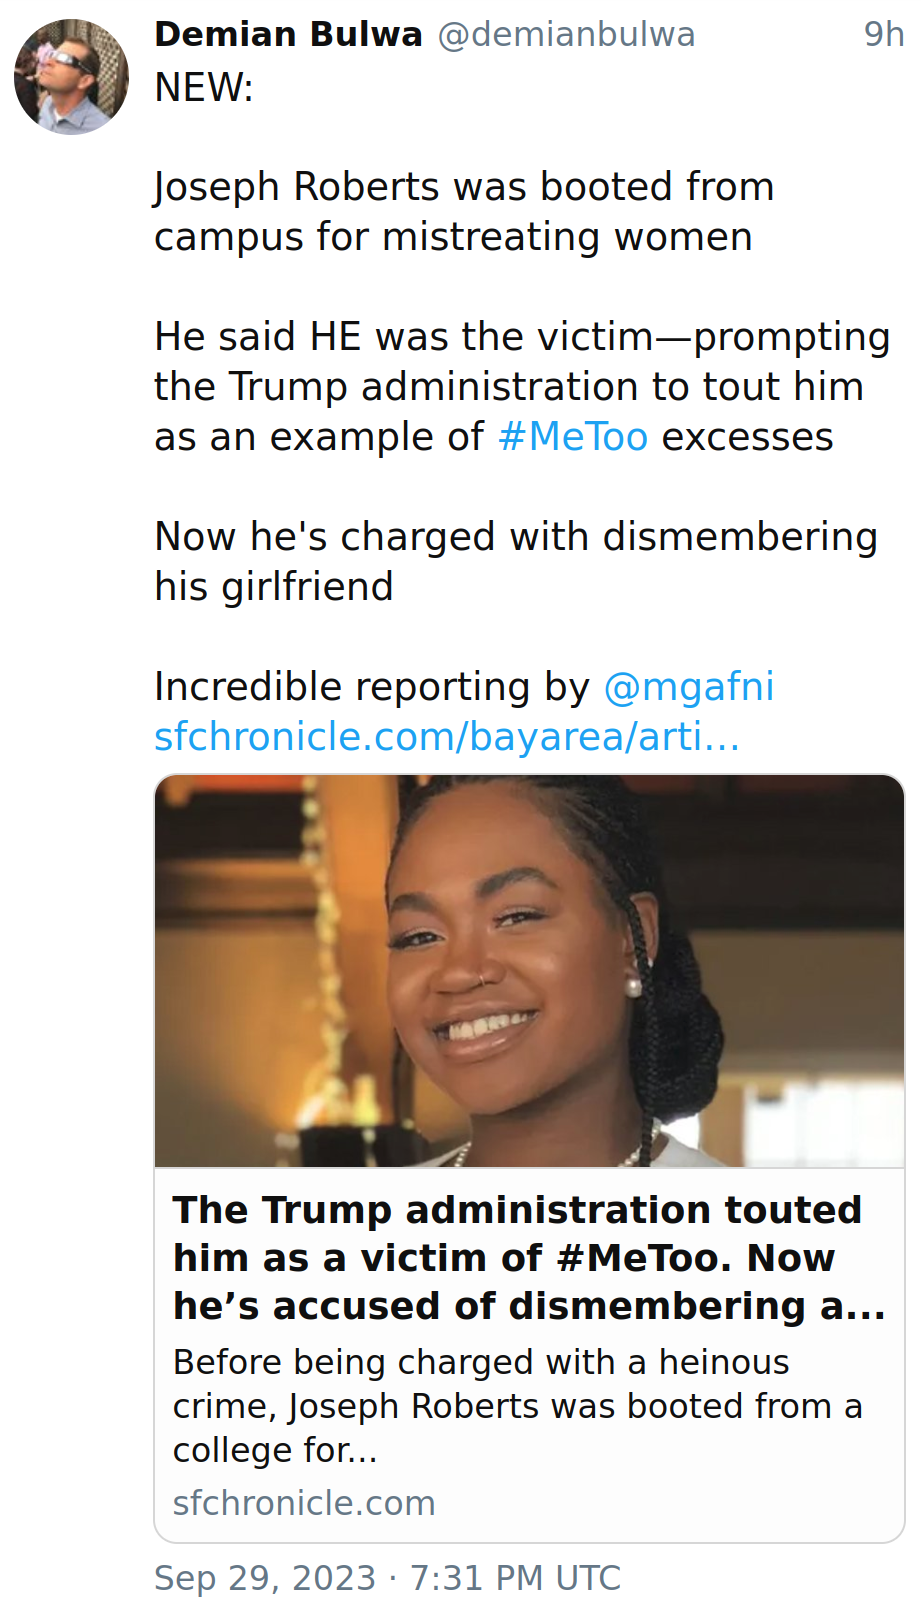 Demian Bulwa @demianbulwa 9h
NEW:
Joseph Roberts was booted from
campus for mistreating women
He said HE was the victim—prompting
the Trump administration to tout him
as an example of #MeToo excesses
Now he's charged with dismembering
his girlfriend
Incredible reporting by @mgafni
sfchronicle.com/bayarea/arti…
The Trump administration touted
him as a victim of #MeToo. Now
he’s accused of dismembering a...
Before being charged with a heinous
crime, Joseph Roberts was booted from a
college for...
sfchronicle.com
Sep 29, 2023 · 7:31 PM UTC